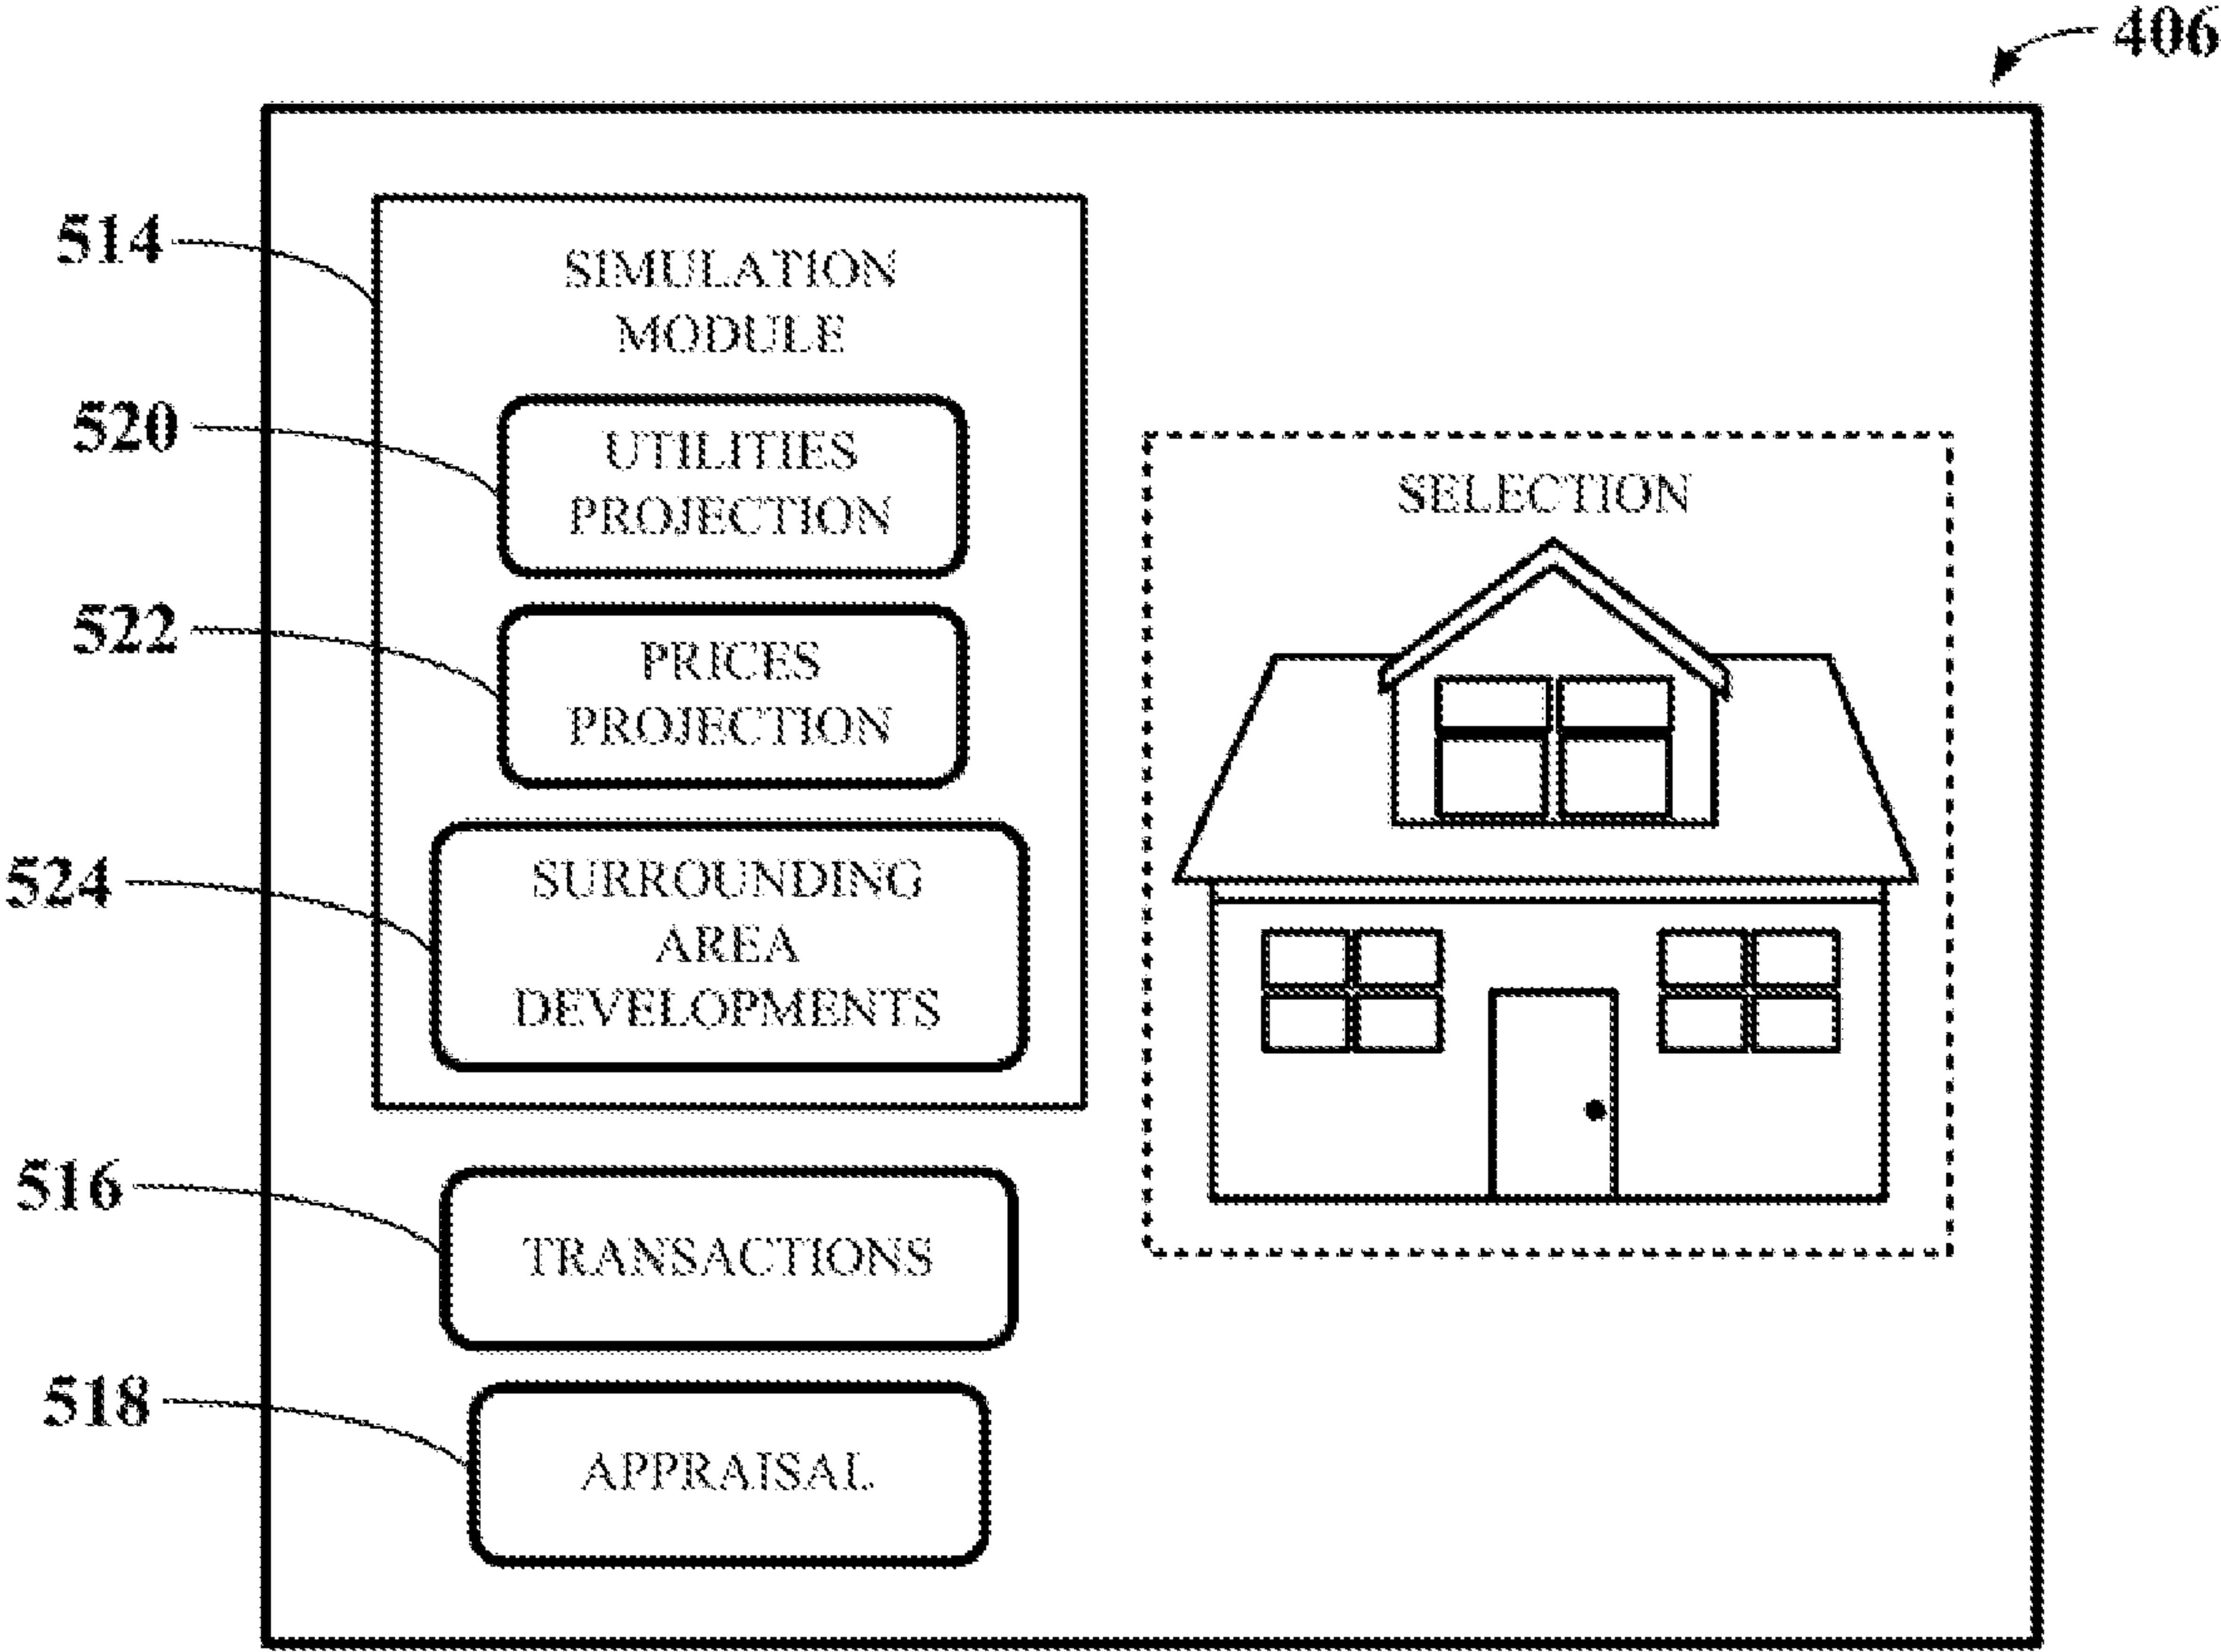 406
514
SIMULATION
MODULE
520
UTILITIES
PROJECTION
522
PRICES
PROJECTION
524
SURROUNDING
AREA
DEVELOPMENTS
516
TRANSACTIONS
518
APPRAISAL
SELECTION